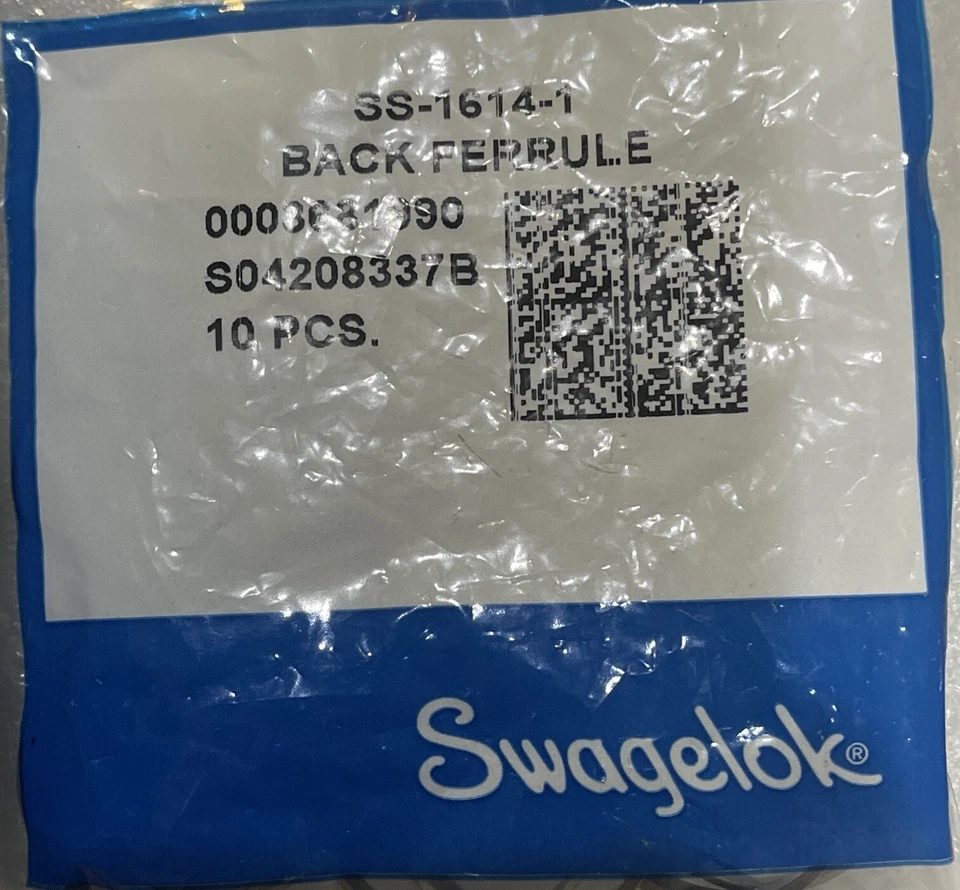 SS-1614-1
BACK FERRULE
S04208337B
10 PCS.
Swagelok®